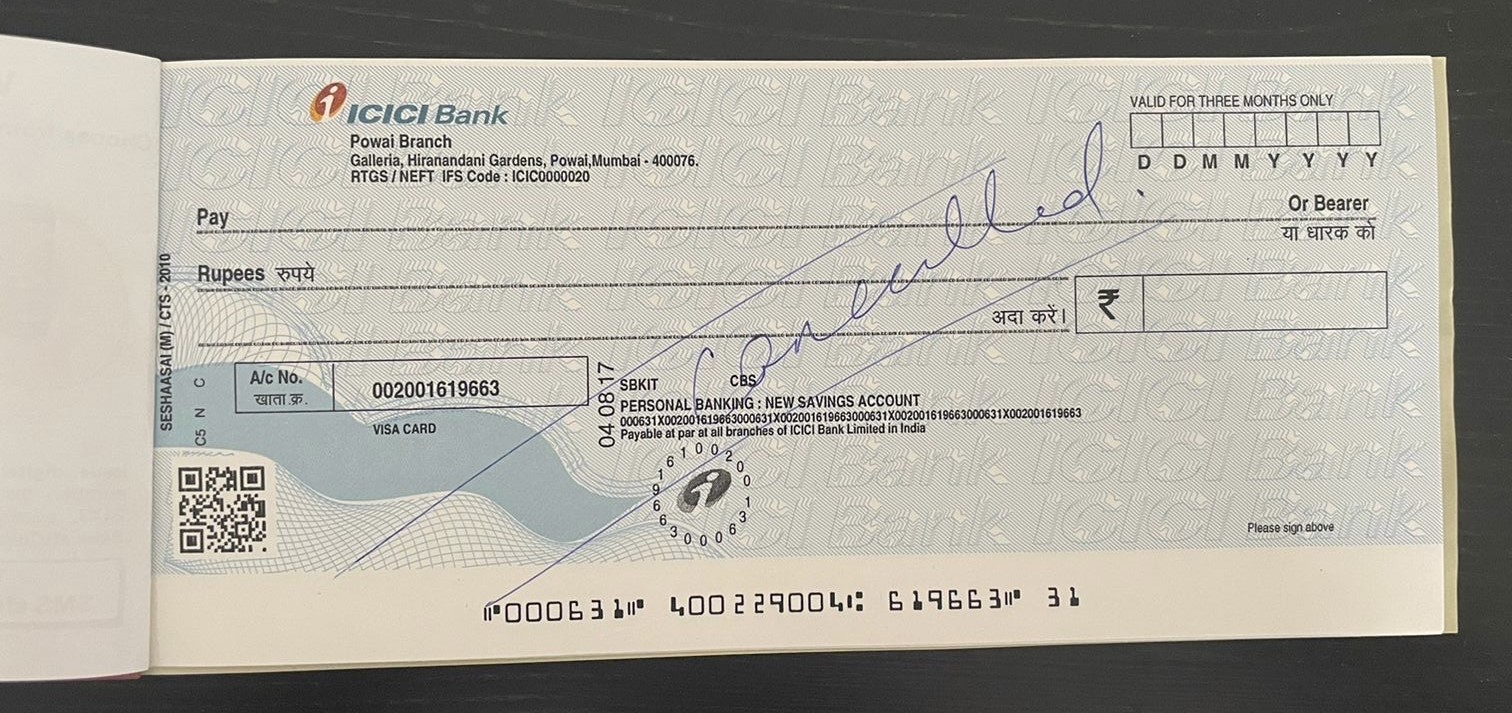 ICICI Bank
Powai Branch
Galleria, Hiranandani Gardens, Powai,Mumbai - 400076.
RTGS / NEFT IFS Code : ICIC0000020
VALID FOR THREE MONTHS ONLY
D D M M Y Y Y Y
Pay
Or Bearer
या धारक को
Rupees रुपये
अदा करें।
₹
Cancelled.
SESHAASAI (M) / CTS - 2010
C5 N C
A/c No.
खाता क्र.
002001619663
VISA CARD
04 08 17
SBKIT CBS
PERSONAL BANKING : NEW SAVINGS ACCOUNT
000631X002001619663000631X002001619663000631X002001619663000631X002001619663
Payable at par at all branches of ICICI Bank Limited in India
Please sign above
⑈000631⑈ 400229004⑆ 619663⑈ 31